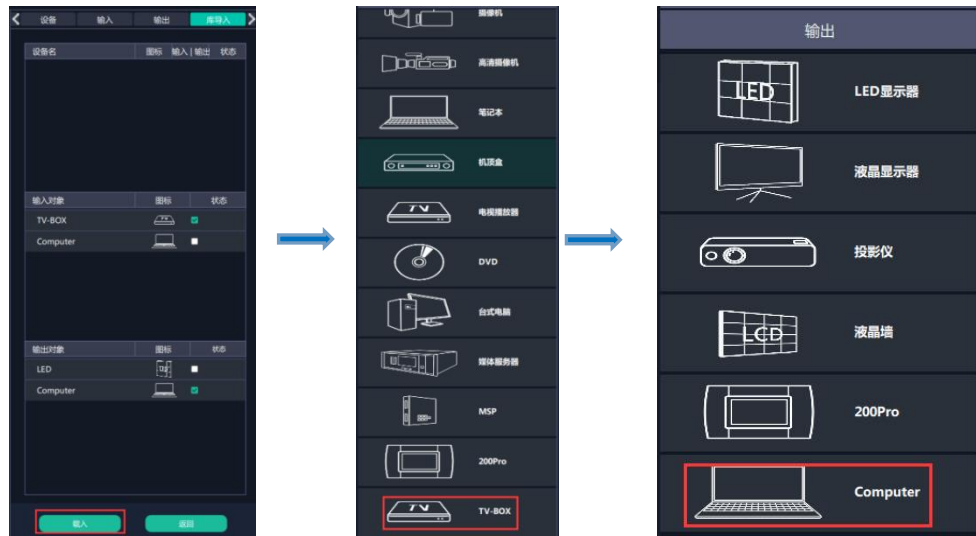 设备 输入 输出 库导入
设备名 图标 输入|输出 状态
输入对象 图标 状态
TV-BOX
Computer
输出对象 图标 状态
LED
Computer
载入 返回
摄像机
高清摄像机
笔记本
机顶盒
TV 电视播放器
DVD
台式电脑
媒体服务器
MSP
200Pro
TV TV-BOX
输出
LED LED显示器
液晶显示器
投影仪
LCD 液晶墙
200Pro
Computer